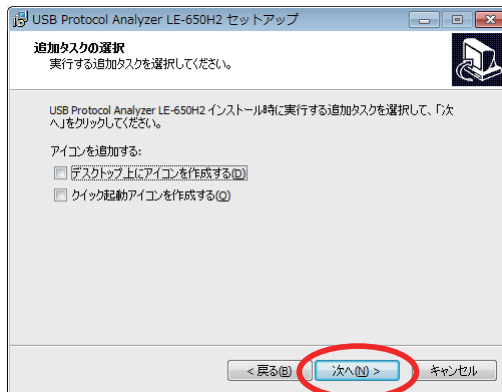 USB Protocol Analyzer LE-650H2 セットアップ
追加タスクの選択
実行する追加タスクを選択してください。
USB Protocol Analyzer LE-650H2 インストール時に実行する追加タスクを選択して、「次
へ」をクリックしてください。
アイコンを追加する:
デスクトップ上にアイコンを作成する(D)
クイック起動アイコンを作成する(Q)
< 戻る(B) 次へ(N) > キャンセル